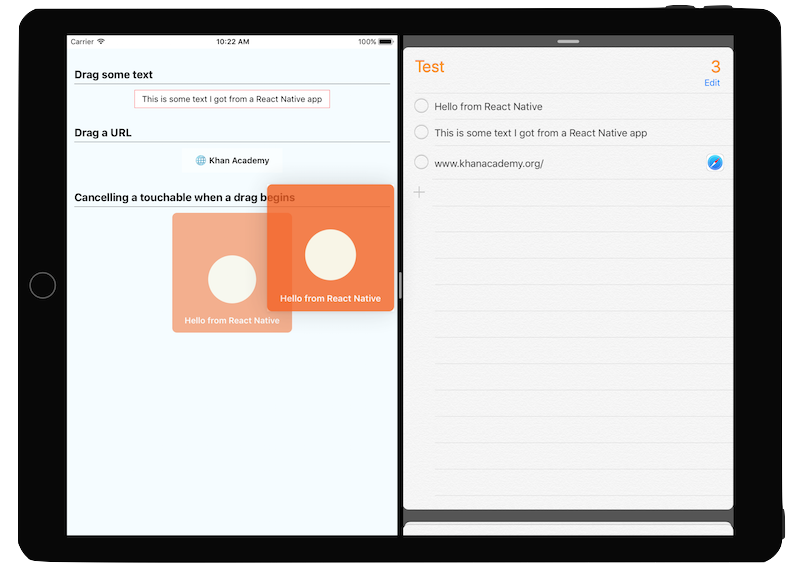 Carrier
10:22 AM
100%
Drag some text
This is some text I got from a React Native app
Drag a URL
Khan Academy
Cancelling a touchable when a drag begins
Hello from React Native
Hello from React Native
Test
3
Edit
Hello from React Native
This is some text I got from a React Native app
www.khanacademy.org/